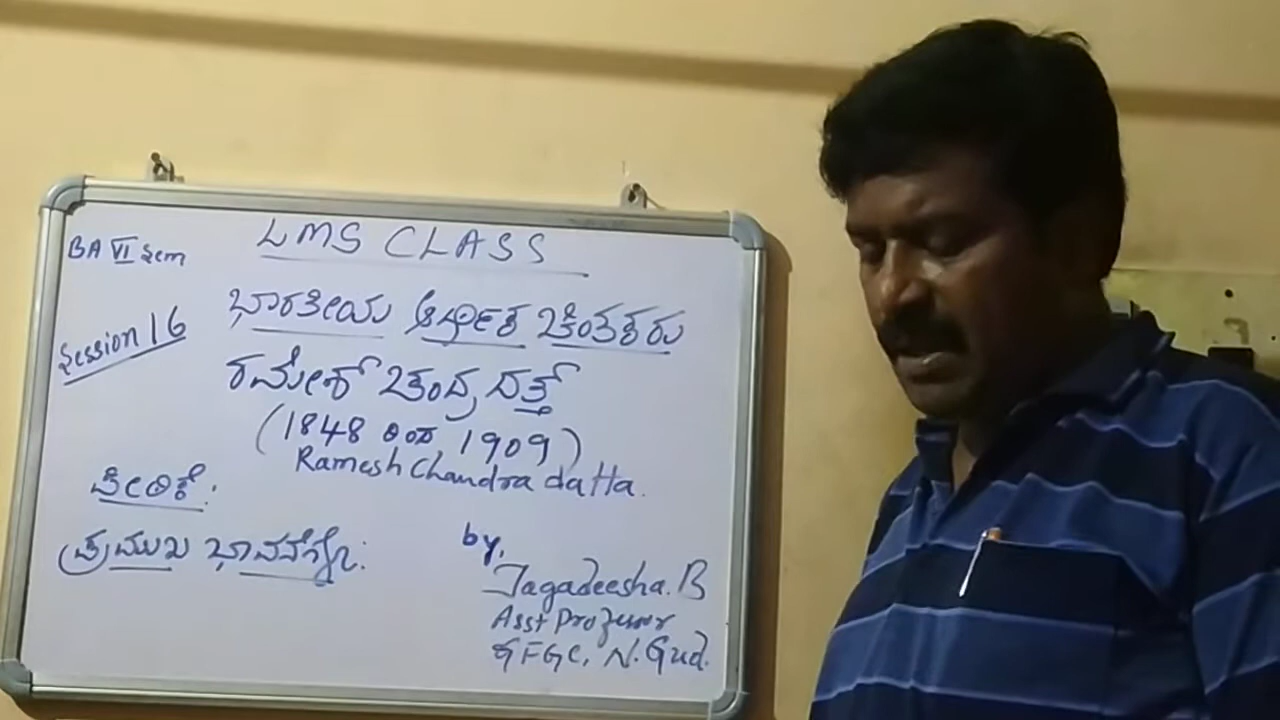 LMS CLASS
BA VI Sem
ಭಾರತೀಯ ಆರ್ಥಿಕ ಚಿಂತಕರು
Session 16
ರಮೇಶ್ ಚಂದ್ರ ದತ್ತ್
(1848 ರಿಂದ 1909)
Ramesh Chandra datta.
ಪೀಠಿಕೆ:
ಪ್ರಮುಖ ಭಾವನೆಗಳು:
by,
Jagadeesha. B
Asst Professor
GFGC, N. Gud.